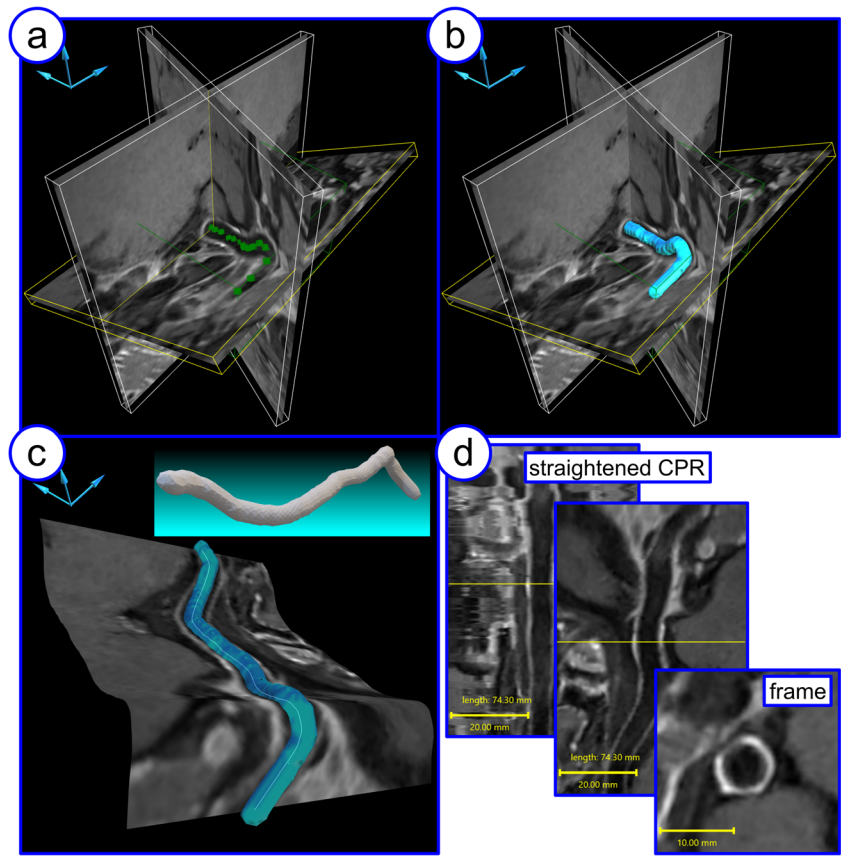 a
b
c
d
straightened CPR
length: 74.30 mm
20.00 mm
length: 74.30 mm
20.00 mm
frame
10.00 mm